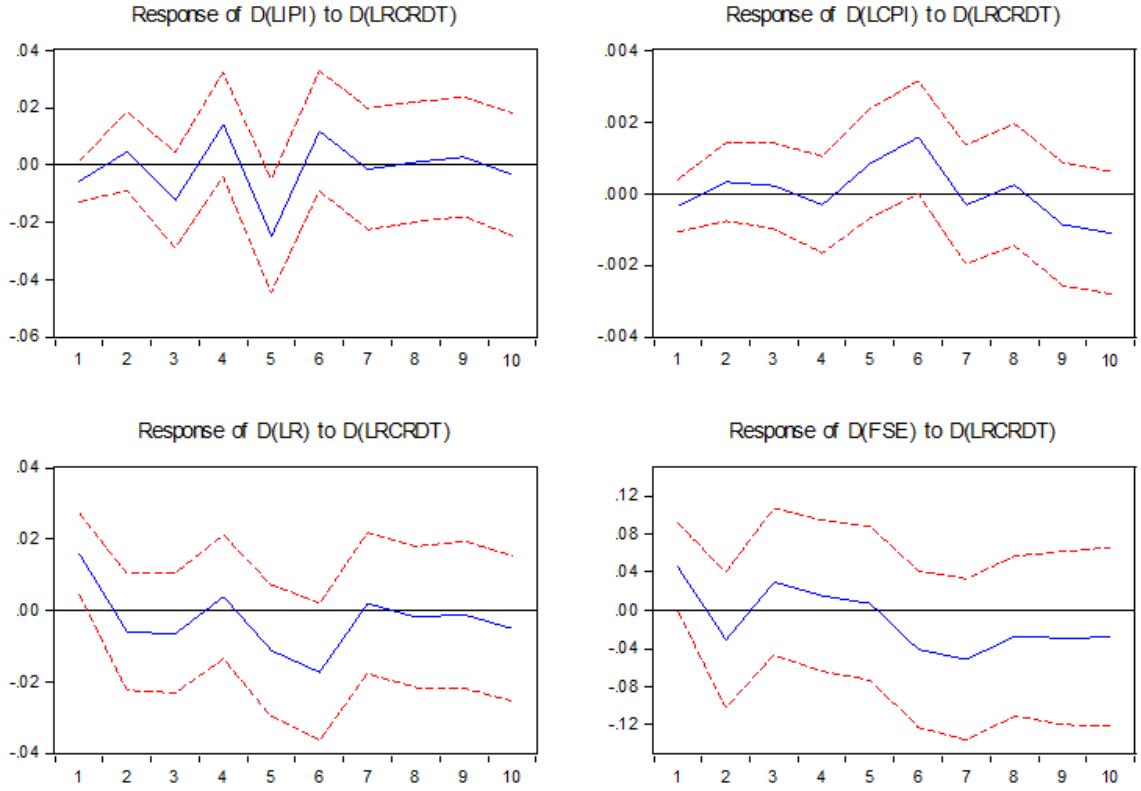 Response of D(LIPI) to D(LRCRDT)
.04
.02
.00
-.02
-.04
-.06
1 2 3 4 5 6 7 8 9 10
Response of D(LCPI) to D(LRCRDT)
.004
.002
.000
-.002
-.004
1 2 3 4 5 6 7 8 9 10
Response of D(LR) to D(LRCRDT)
.04
.02
.00
-.02
-.04
1 2 3 4 5 6 7 8 9 10
Response of D(FSE) to D(LRCRDT)
.12
.08
.04
.00
-.04
-.08
-.12
1 2 3 4 5 6 7 8 9 10